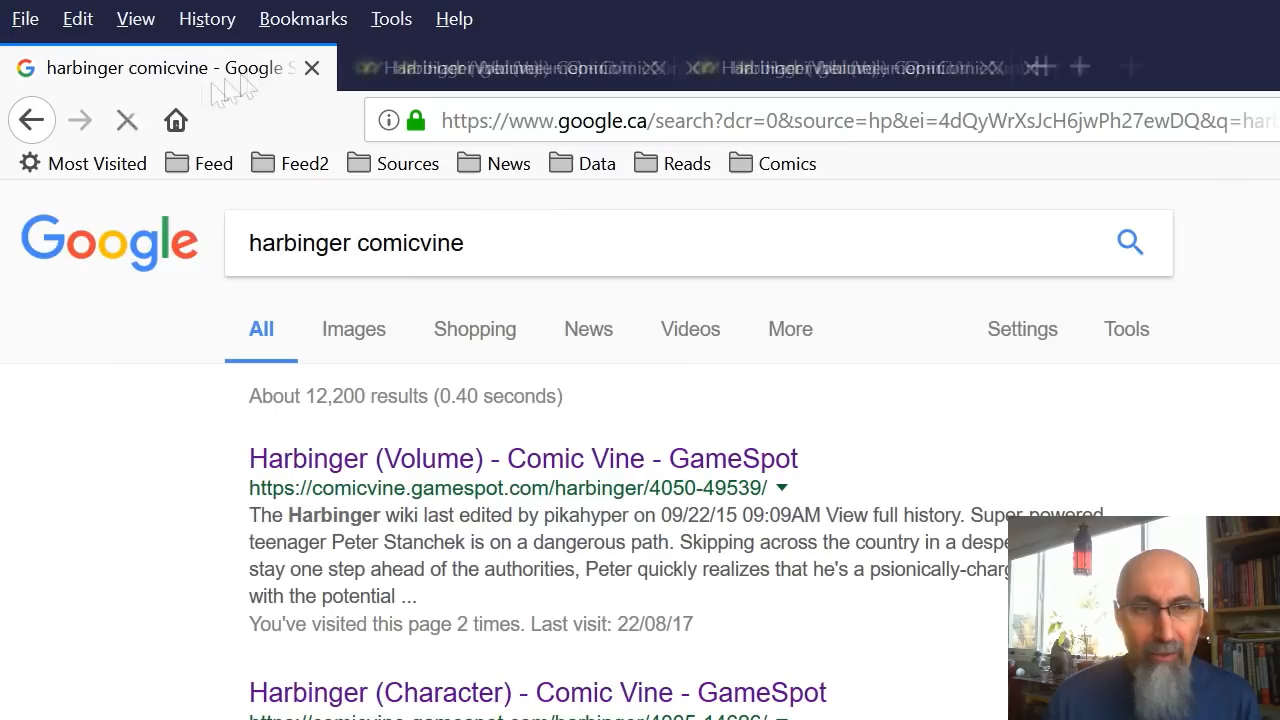 File Edit View History Bookmarks Tools Help
harbinger comicvine - Google S
https://www.google.ca/search?dcr=0&source=hp&ei=4dQyWrXsJcH6jwPh27ewDQ&q=har
Most Visited Feed Feed2 Sources News Data Reads Comics
Google harbinger comicvine
All Images Shopping News Videos More Settings Tools
About 12,200 results (0.40 seconds)
Harbinger (Volume) - Comic Vine - GameSpot
https://comicvine.gamespot.com/harbinger/4050-49539/
The Harbinger wiki last edited by pikahyper on 09/22/15 09:09AM View full history. Super powered
teenager Peter Stanchek is on a dangerous path. Skipping across the country in a despe
stay one step ahead of the authorities, Peter quickly realizes that he's a psionically-charg
with the potential ...
You've visited this page 2 times. Last visit: 22/08/17
Harbinger (Character) - Comic Vine - GameSpot